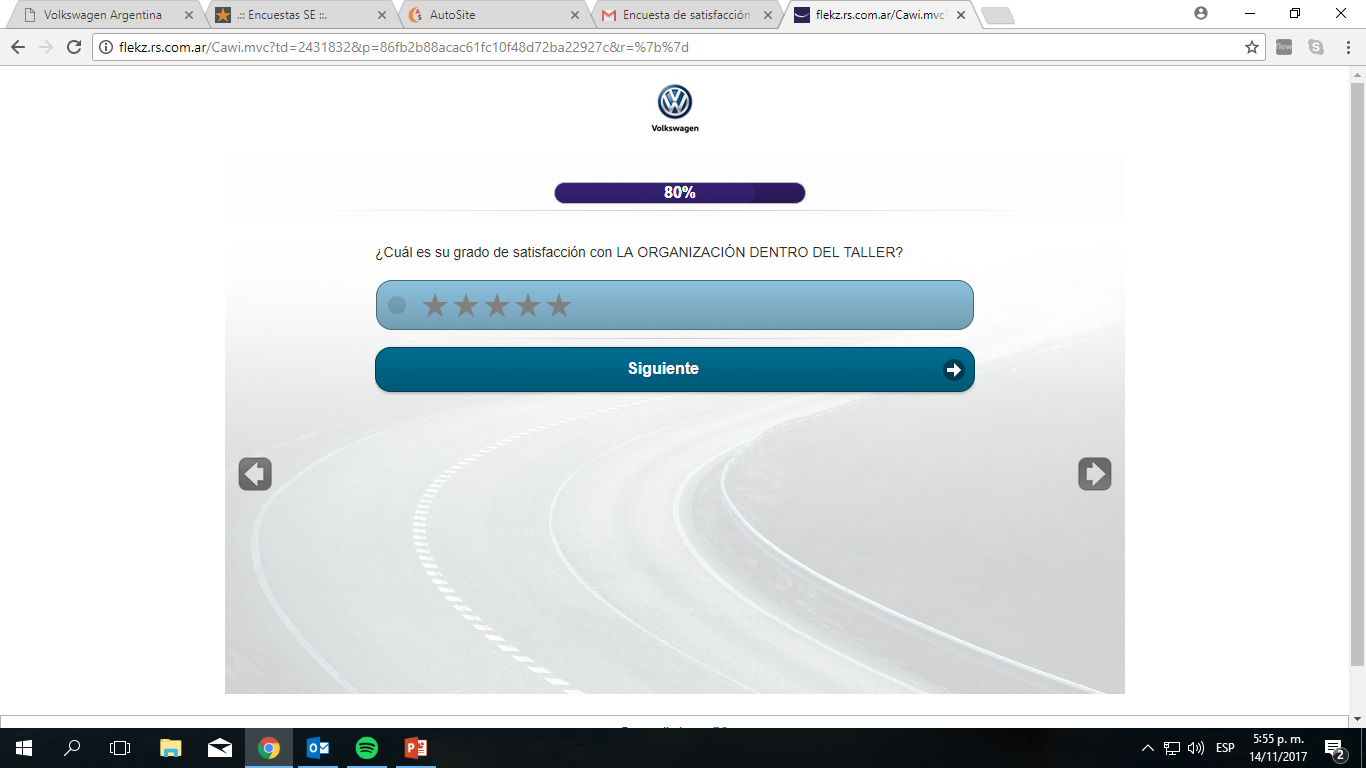 Volkswagen Argentina
.:: Encuestas SE ::.
AutoSite
Encuesta de satisfacción
flekz.rs.com.ar/Cawi.mvc
flekz.rs.com.ar/Cawi.mvc?td=2431832&p=86fb2b88acac61fc10f48d72ba22927c&r=%7b%7d
Volkswagen
80%
¿Cuál es su grado de satisfacción con LA ORGANIZACIÓN DENTRO DEL TALLER?
Siguiente
ESP
5:55 p. m.
14/11/2017
2